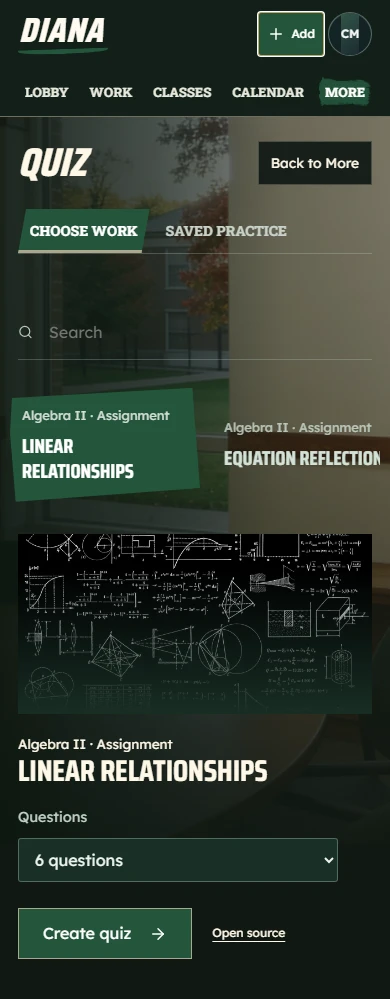 DIANA
Add
CM
LOBBY WORK CLASSES CALENDAR MORE
QUIZ
Back to More
CHOOSE WORK SAVED PRACTICE
Search
Algebra II · Assignment
LINEAR
RELATIONSHIPS
Algebra II · Assignment
EQUATION REFLECTION
Algebra II · Assignment
LINEAR RELATIONSHIPS
Questions
6 questions
Create quiz
Open source